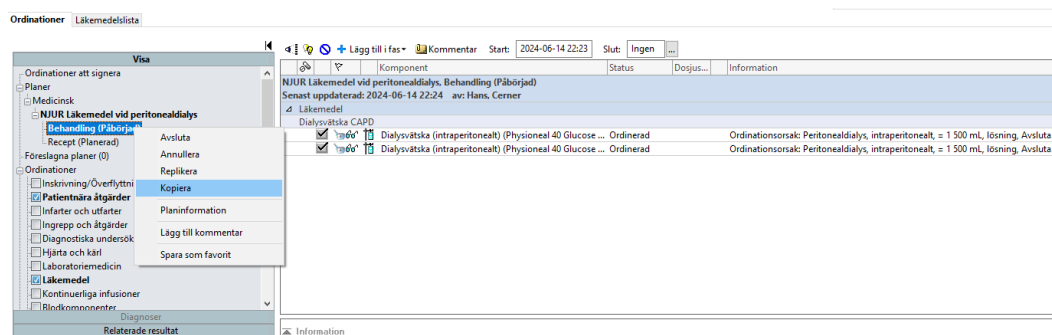 Ordinationer Läkemedelslista
Visa
Ordinationer att signera
Planer
Medicinsk
NJUR Läkemedel vid peritonealdialys
Behandling (Påbörjad)
Recept (Planerad)
Föreslagna planer (0)
Ordinationer
Inskrivning/Överflyttni
Patientnära åtgärder
Infarter och utfarter
Ingrepp och åtgärder
Diagnostiska undersök
Hjärta och kärl
Laboratoriemedicin
Läkemedel
Kontinuerliga infusioner
Blodkomponenter
Diagnoser
Relaterade resultat
Avsluta
Annullera
Replikera
Kopiera
Planinformation
Lägg till kommentar
Spara som favorit
Lägg till i fas Kommentar Start: 2024-06-14 22:23 Slut: Ingen ...
Komponent Status Dosjus... Information
NJUR Läkemedel vid peritonealdialys, Behandling (Påbörjad)
Senast uppdaterad: 2024-06-14 22:24 av: Hans, Cerner
Läkemedel
Dialysvätska CAPD
Dialysvätska (intraperitonealt) (Physioneal 40 Glucose ... Ordinerad Ordinationsorsak: Peritonealdialys, intraperitonealt, = 1 500 mL, lösning, Avsluta
Dialysvätska (intraperitonealt) (Physioneal 40 Glucose ... Ordinerad Ordinationsorsak: Peritonealdialys, intraperitonealt, = 1 500 mL, lösning, Avsluta
Information